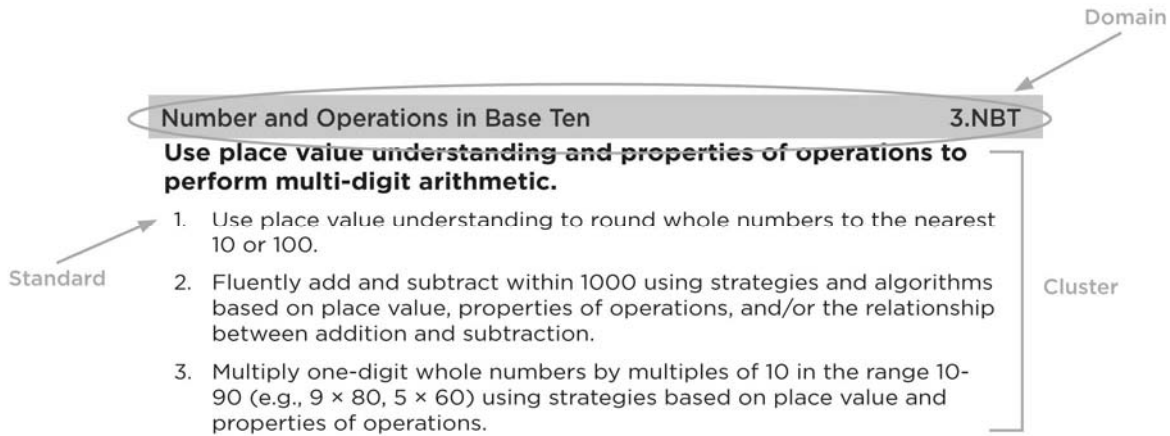 Domain
Number and Operations in Base Ten 3.NBT
Use place value understanding and properties of operations to
perform multi-digit arithmetic.
1. Use place value understanding to round whole numbers to the nearest
10 or 100.
Standard
2. Fluently add and subtract within 1000 using strategies and algorithms
based on place value, properties of operations, and/or the relationship
between addition and subtraction.
Cluster
3. Multiply one-digit whole numbers by multiples of 10 in the range 10-
90 (e.g., 9 × 80, 5 × 60) using strategies based on place value and
properties of operations.